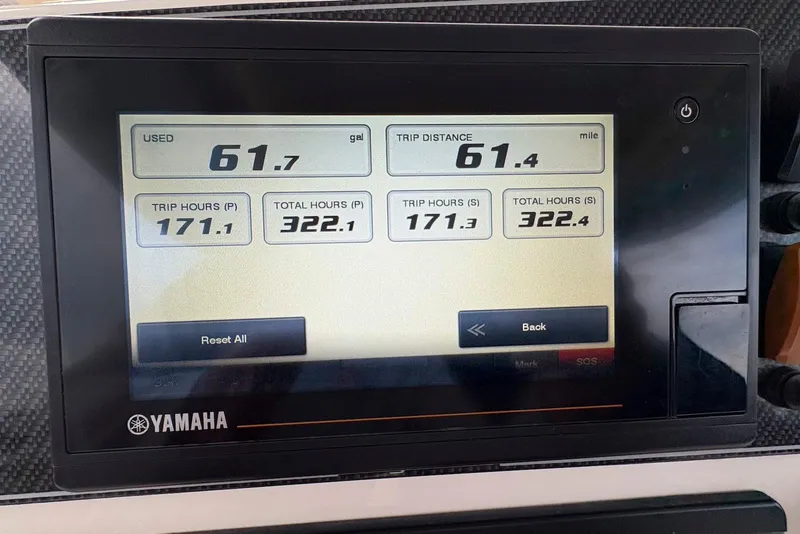 USED gal
61.7
TRIP DISTANCE mile
61.4
TRIP HOURS (P)
171.1
TOTAL HOURS (P)
322.1
TRIP HOURS (S)
171.3
TOTAL HOURS (S)
322.4
Reset All
Back
Mark
SOS
YAMAHA